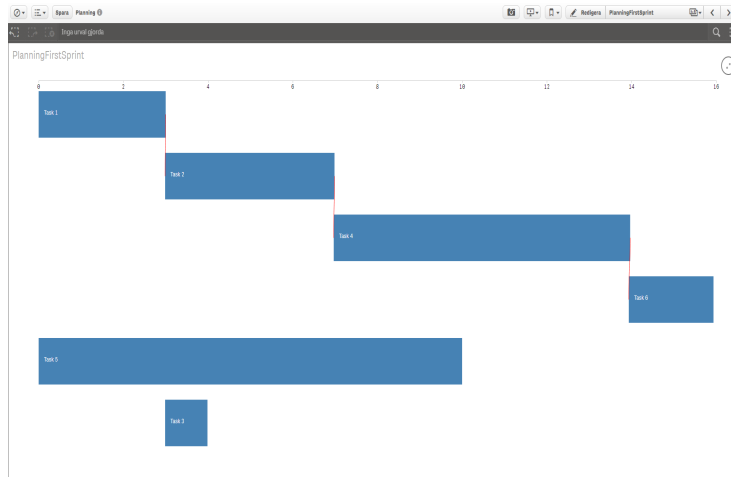 Spara Planning Redigera PlanningFirstSprint
Inga urval gjorda
PlanningFirstSprint
0 2 4 6 8 10 12 14 16
Task 1
Task 2
Task 4
Task 6
Task 5
Task 3